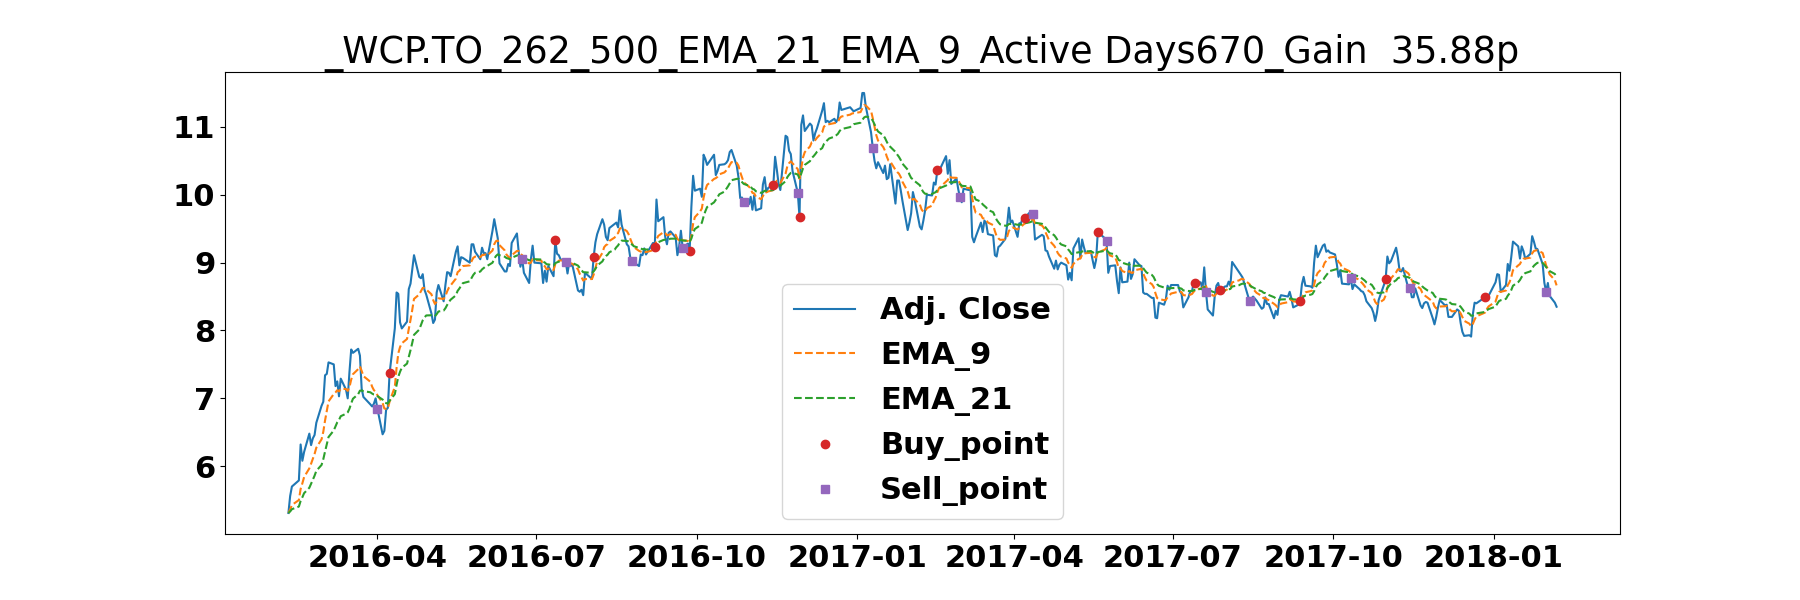 _WCP.TO_262_500_EMA_21_EMA_9_Active Days670_Gain  35.88p
11
10
9
8
7
6
Adj. Close
EMA_9
EMA_21
Buy_point
Sell_point
2016-04 2016-07 2016-10 2017-01 2017-04 2017-07 2017-10 2018-01